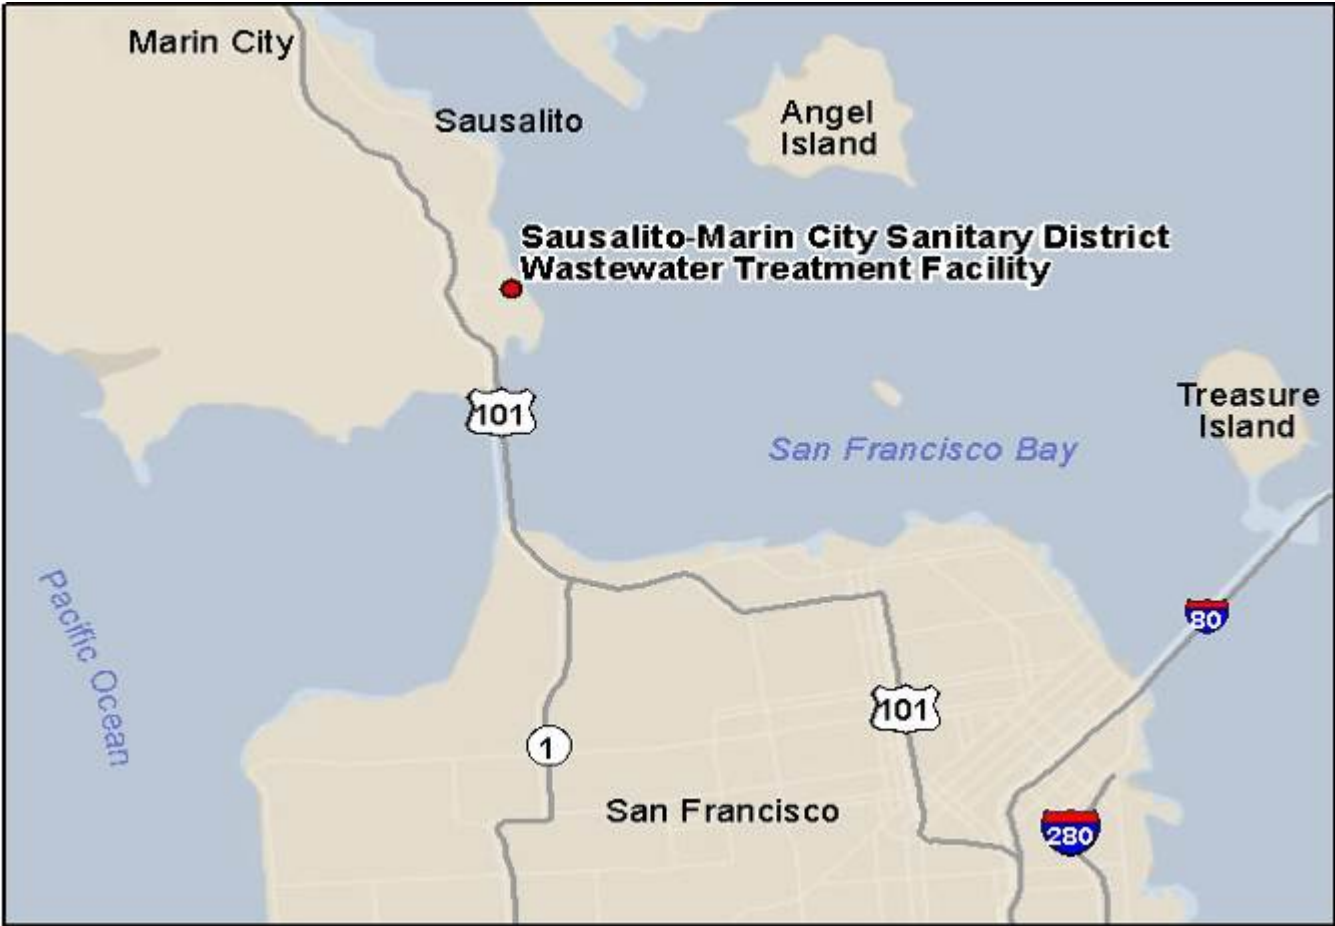 Marin City
Sausalito
Angel
Island
Sausalito-Marin City Sanitary District
Wastewater Treatment Facility
Treasure
Island
101
San Francisco Bay
Pacific Ocean
80
101
1
San Francisco
280